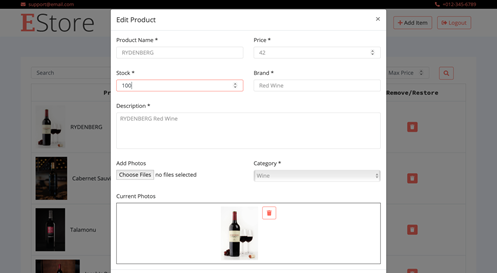 support@email.com
+012-345-6789
EStore
Edit Product
×
+ Add Item
Logout
Product Name *
Price *
RYDENBERG
42
Stock *
Brand *
100
Red Wine
Search
Max Price
Pr
Remove/Restore
Description *
RYDENBERG Red Wine
RYDENBERG
Add Photos
Category *
Choose Files no files selected
Wine
Cabernet Sauv
Current Photos
Talamonu